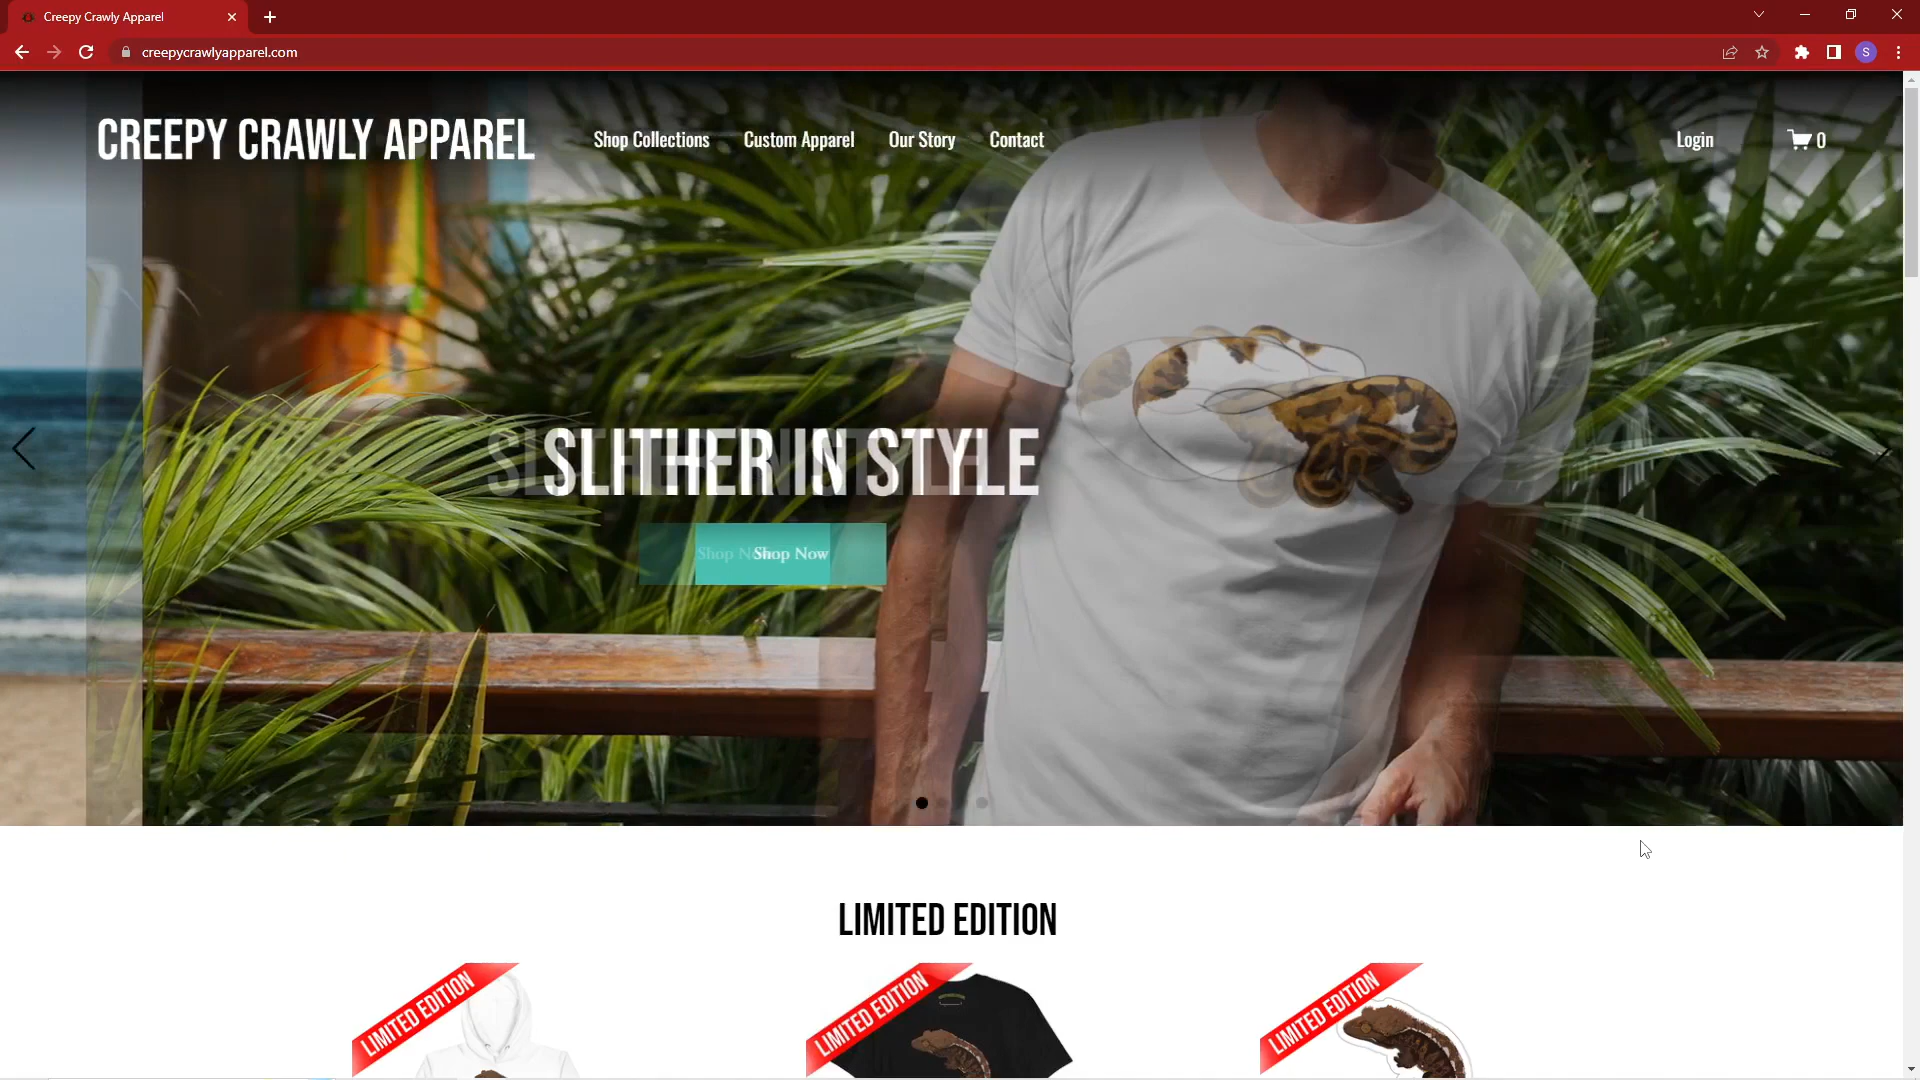 Creepy Crawly Apparel
creepycrawlyapparel.com
S
CREEPY CRAWLY APPAREL
Shop Collections
Custom Apparel
Our Story
Contact
Login
0
SLITHER IN STYLE
Shop Now
LIMITED EDITION
LIMITED EDITION
LIMITED EDITION
LIMITED EDITION